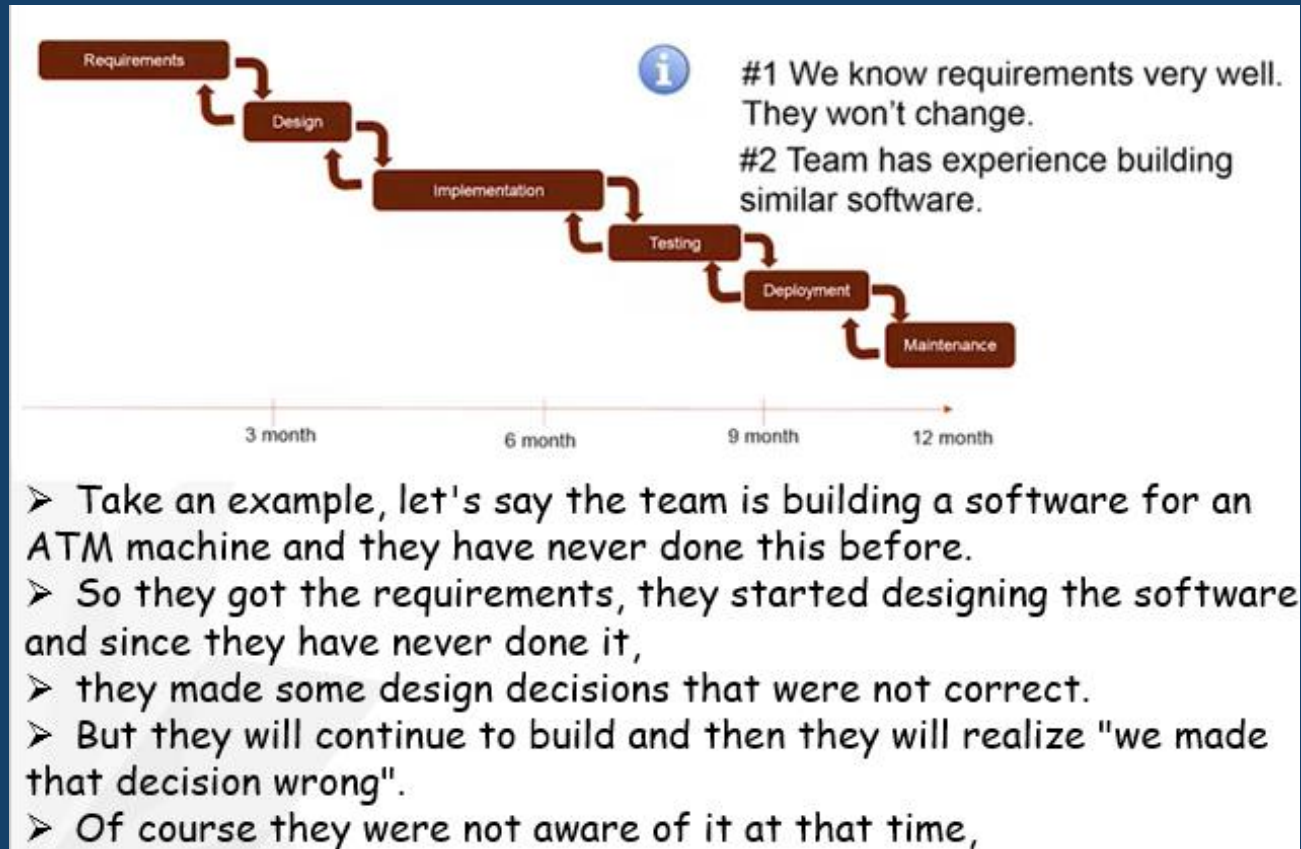 Requirements
Design
Implementation
Testing
Deployment
Maintenance
#1 We know requirements very well.
They won't change.
#2 Team has experience building
similar software.
3 month
6 month
9 month
12 month
➤ Take an example, let's say the team is building a software for an
ATM machine and they have never done this before.
➤ So they got the requirements, they started designing the software
and since they have never done it,
➤ they made some design decisions that were not correct.
➤ But they will continue to build and then they will realize "we made
that decision wrong".
➤ Of course they were not aware of it at that time,